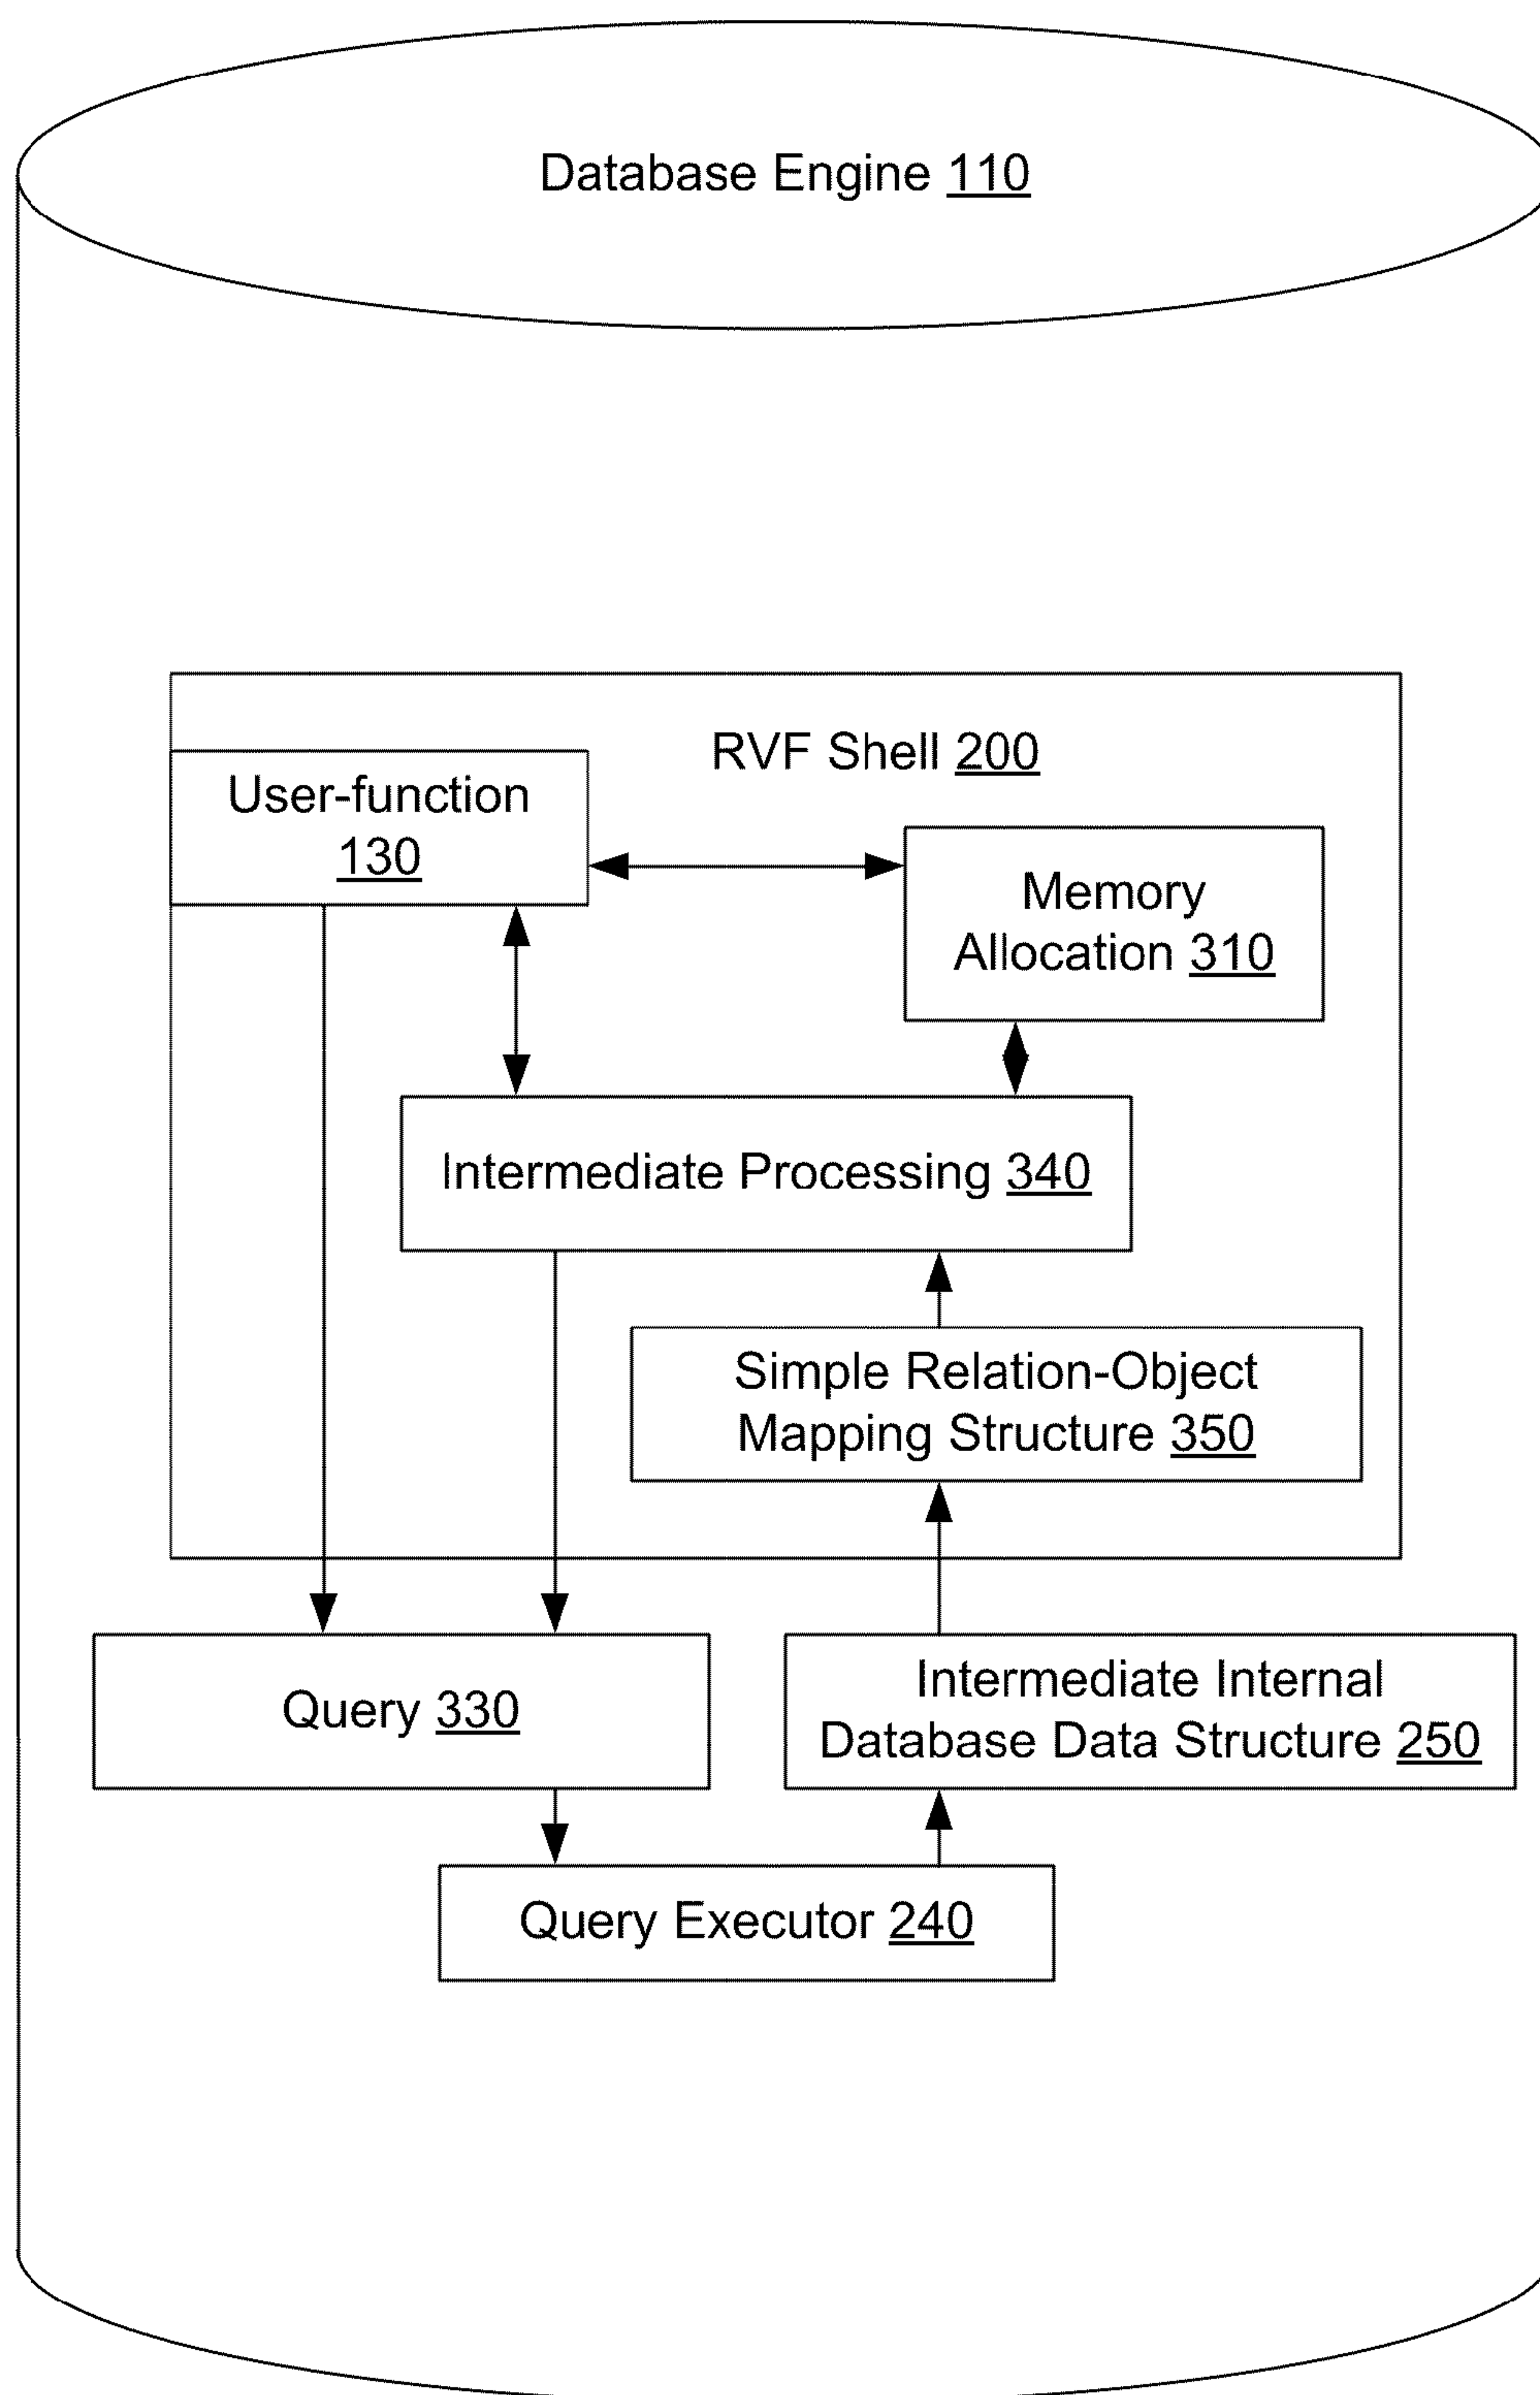 Database Engine 110
RVF Shell 200
User-function
130
Memory
Allocation 310
Intermediate Processing 340
Simple Relation-Object
Mapping Structure 350
Query 330
Intermediate Internal
Database Data Structure 250
Query Executor 240